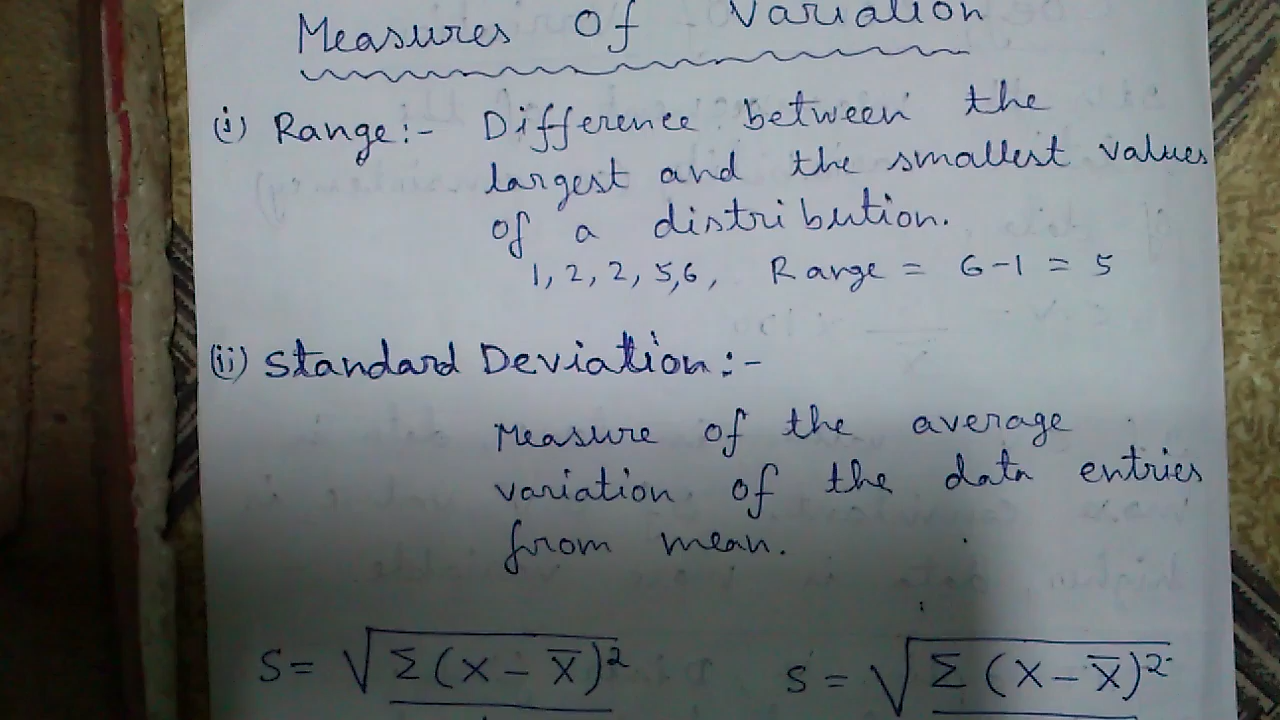 Measures Of Variation
(i) Range:- Difference between the
largest and the smallest values
of a distribution.
1, 2, 2, 5,6, Range = 6-1 = 5
(ii) Standard Deviation:-
Measure of the average
variation of the data entries
from mean.
S= √Σ(x - x̅)² s = √Σ (x-x̅)²